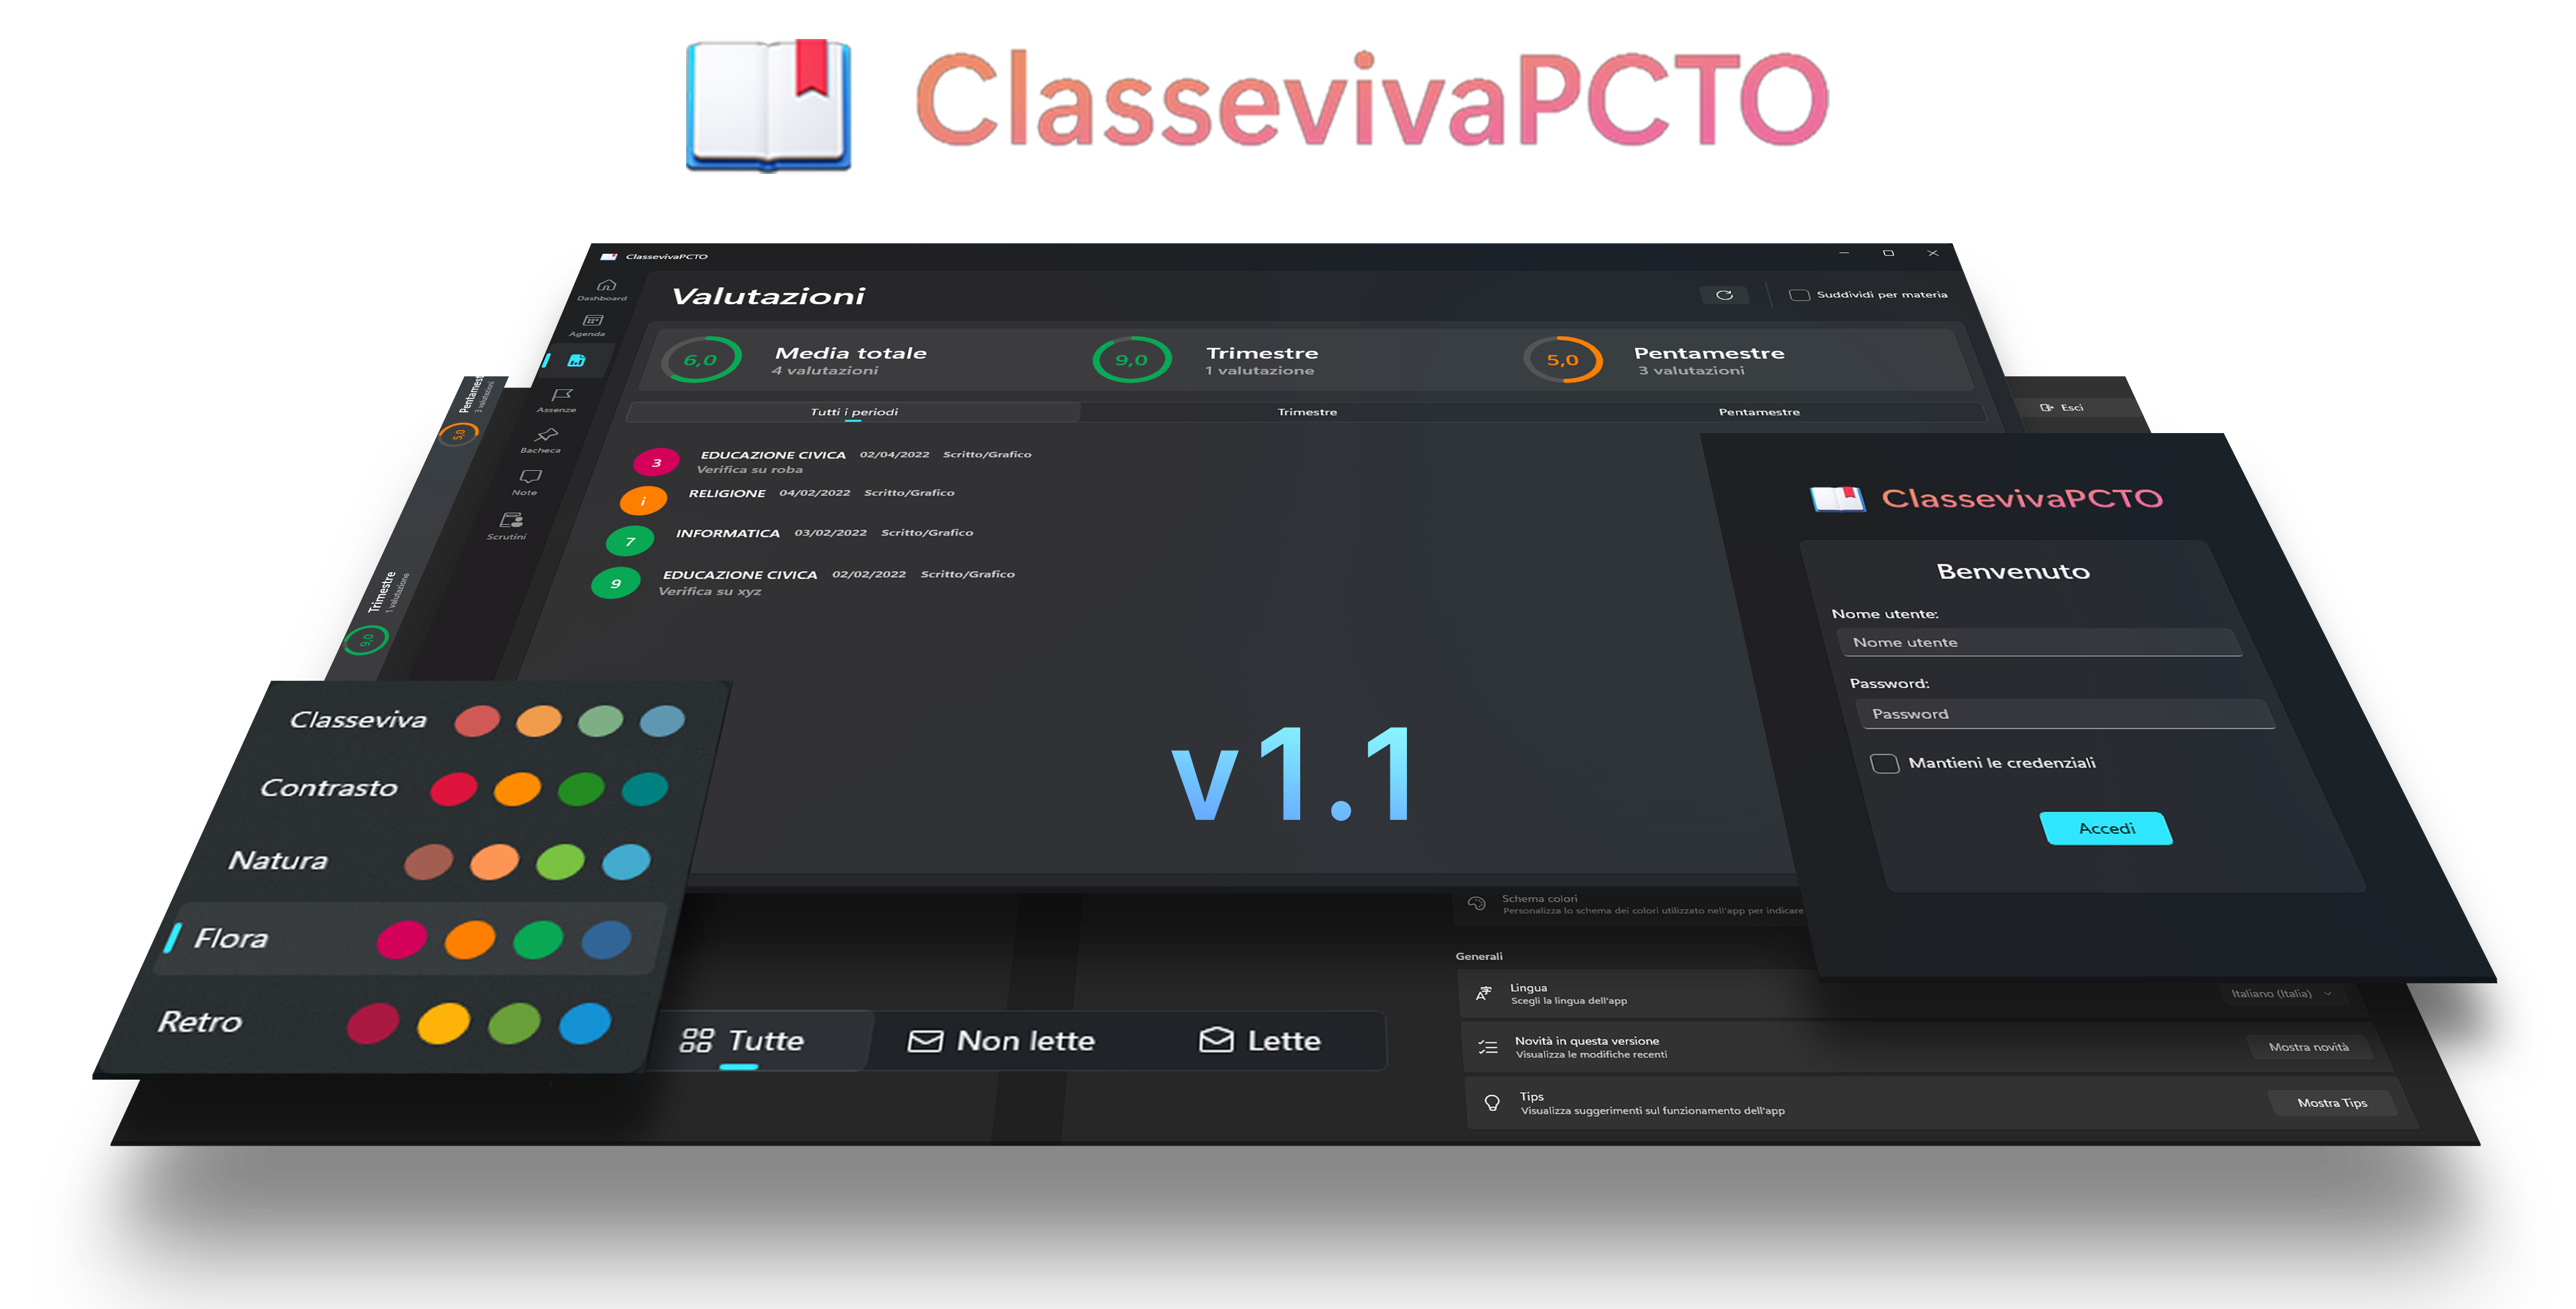 ClassevivaPCTO
ClassevivaPCTO
Dashboard
Agenda
Assenze
Bacheca
Note
Scrutini
Valutazioni
Suddividi per materia
6,0
Media totale
4 valutazioni
9,0
Trimestre
1 valutazione
5,0
Pentamestre
3 valutazioni
Tutti i periodi
Trimestre
Pentamestre
3 EDUCAZIONE CIVICA 02/04/2022 Scritto/Grafico
Verifica su roba
i RELIGIONE 04/02/2022 Scritto/Grafico
7 INFORMATICA 03/02/2022 Scritto/Grafico
9 EDUCAZIONE CIVICA 02/02/2022 Scritto/Grafico
Verifica su xyz
v1.1
Pentamest
3 valutazioni
5,0
Trimestre
1 valutazione
9,0
Esci
ClassevivaPCTO
Benvenuto
Nome utente:
Nome utente
Password:
Password
Mantieni le credenziali
Accedi
Classeviva
Contrasto
Natura
Flora
Retro
Tutte
Non lette
Lette
Schema colori
Personalizza lo schema dei colori utilizzato nell'app per indicare
Generali
Lingua
Scegli la lingua dell'app
Italiano (Italia)
Novità in questa versione
Visualizza le modifiche recenti
Mostra novità
Tips
Visualizza suggerimenti sul funzionamento dell'app
Mostra Tips